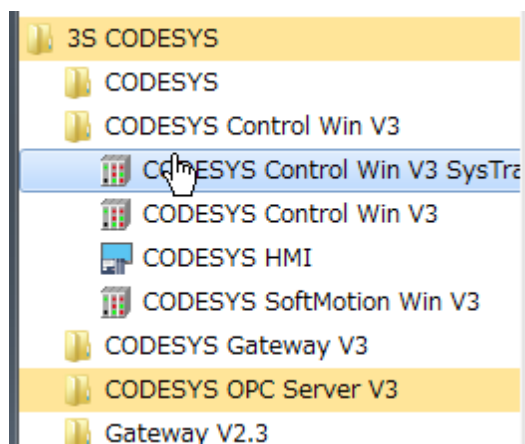 3S CODESYS
CODESYS
CODESYS Control Win V3
CODESYS Control Win V3 SysTra
CODESYS Control Win V3
CODESYS HMI
CODESYS SoftMotion Win V3
CODESYS Gateway V3
CODESYS OPC Server V3
Gateway V2.3